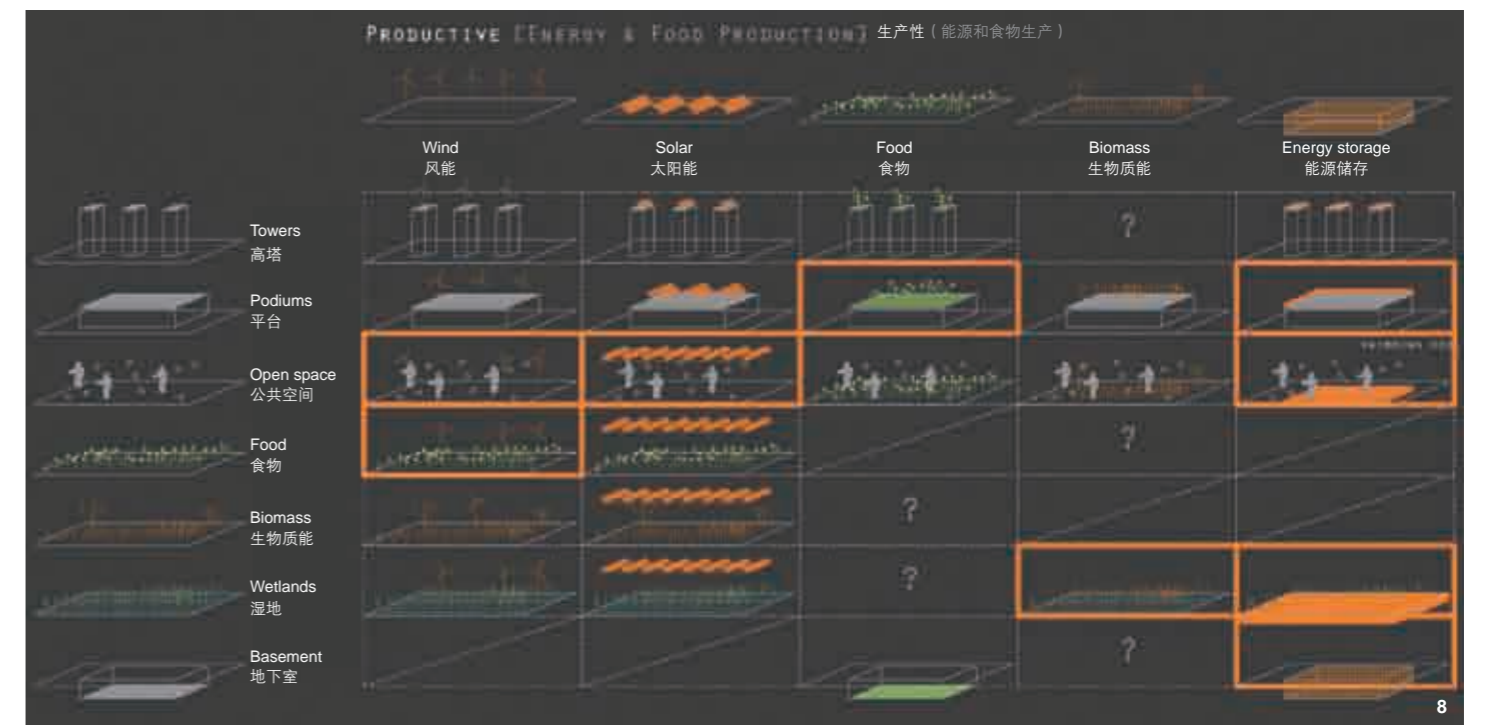 PRODUCTIVE [ENERGY & FOOD PRODUCTION] 生产性（能源和食物生产）
Wind
风能
Solar
太阳能
Food
食物
Biomass
生物质能
Energy storage
能源储存
Towers
高塔
?
Podiums
平台
Open space
公共空间
Food
食物
?
Biomass
生物质能
?
Wetlands
湿地
?
Basement
地下室
?
8